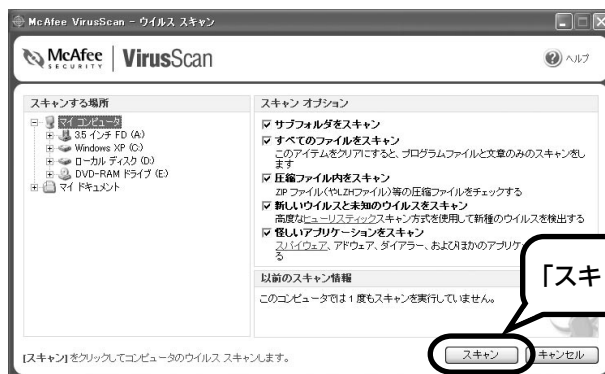 McAfee VirusScan - ウイルス スキャン
McAfee SECURITY | VirusScan
ヘルプ
スキャンする場所
マイ コンピュータ
3.5 インチ FD (A:)
Windows XP (C:)
ローカル ディスク (D:)
DVD-RAM ドライブ (E:)
マイ ドキュメント
スキャン オプション
サブフォルダをスキャン
すべてのファイルをスキャン
このアイテムをクリアにすると、プログラムファイルと文章のみのスキャンをし
ます
圧縮ファイル内をスキャン
ZIP ファイル(やLZHファイル)等の圧縮ファイルをチェックする
新しいウイルスと未知のウイルスをスキャン
高度なヒューリスティックスキャン方式を使用して新種のウイルスを検出する
怪しいアプリケーションをスキャン
スパイウェア、アドウェア、ダイアラー、およびほかのアプリケ
る
以前のスキャン情報
このコンピュータでは 1 度もスキャンを実行していません。
「スキ
[スキャン] をクリックしてコンピュータのウイルス スキャンします。
スキャン
キャンセル